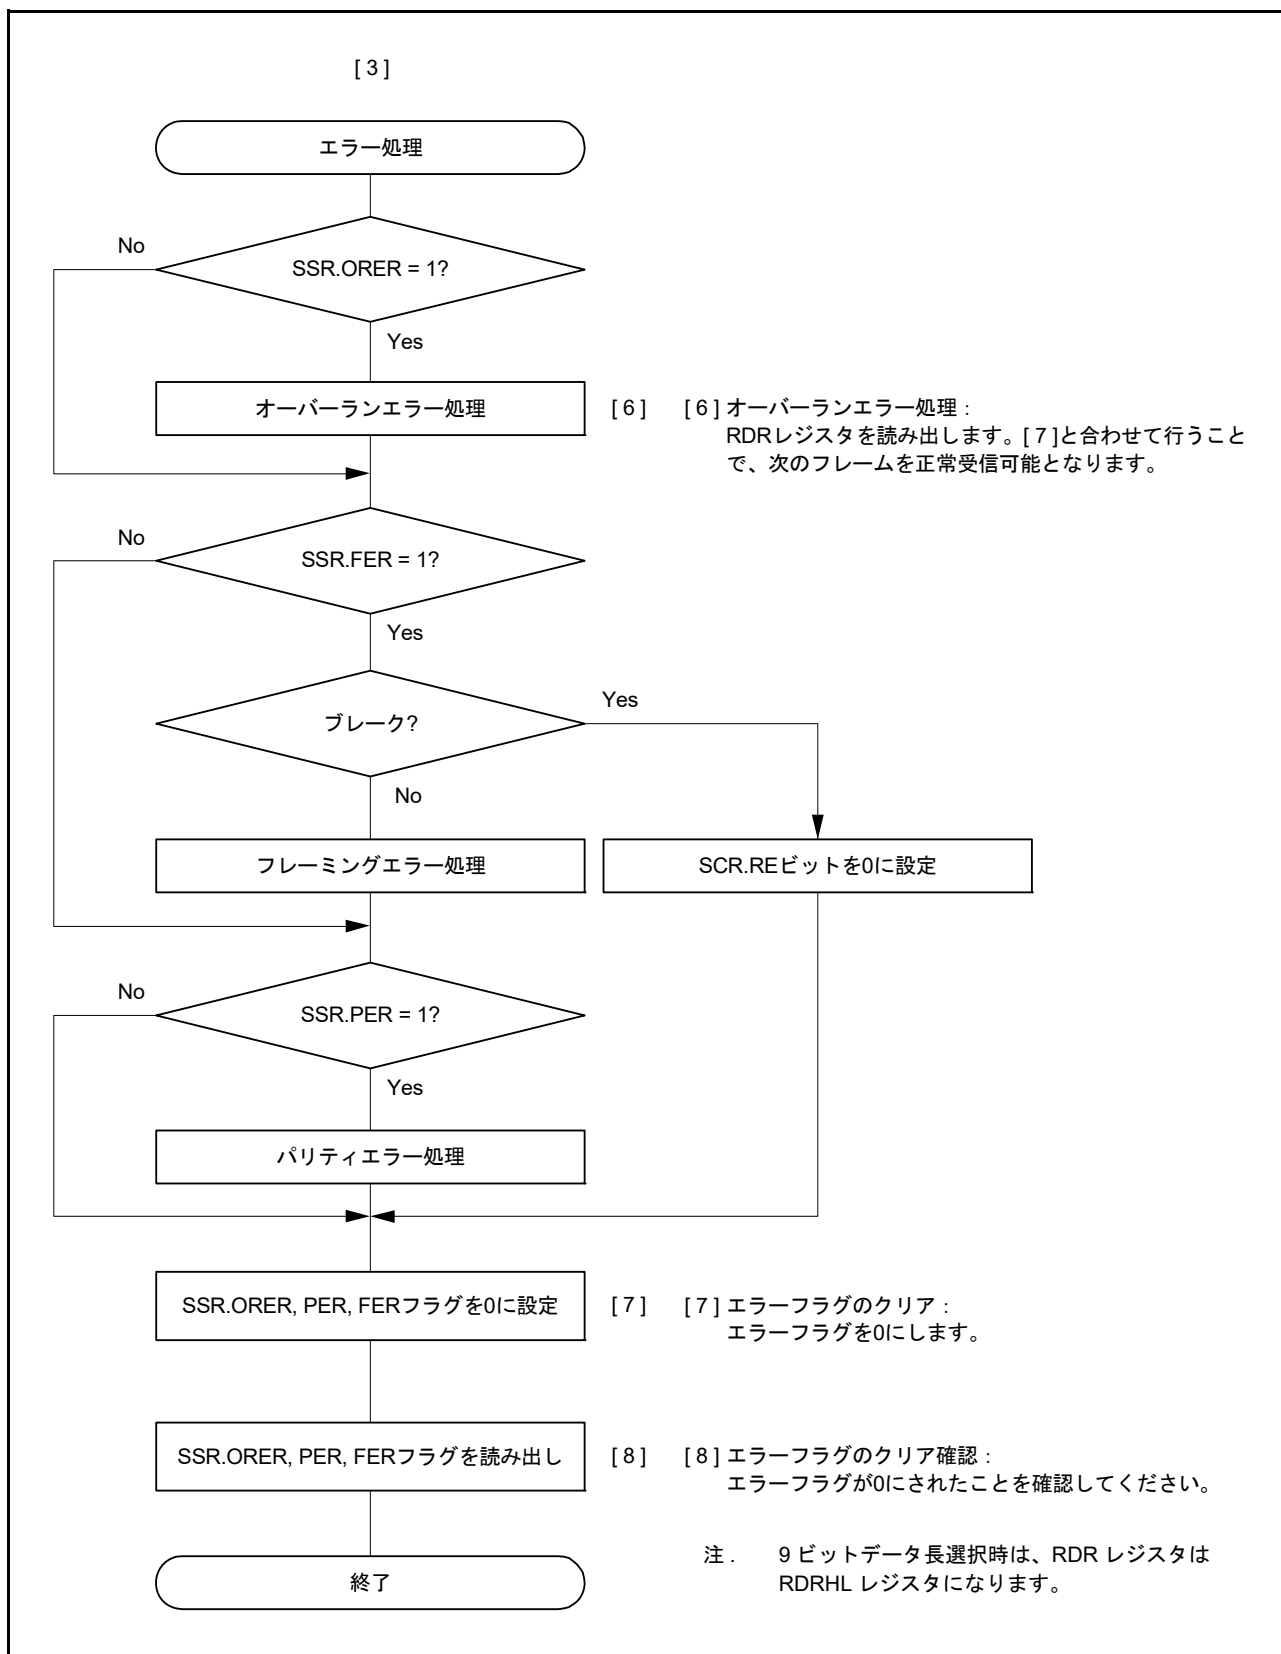 [ 3 ]
エラー処理
No
SSR.ORER = 1?
Yes
オーバーランエラー処理
[ 6 ]
[ 6 ] オーバーランエラー処理 :
RDRレジスタを読み出します。[ 7 ]と合わせて行うこと
で、次のフレームを正常受信可能となります。
No
SSR.FER = 1?
Yes
ブレーク?
Yes
No
フレーミングエラー処理
SCR.REビットを0に設定
No
SSR.PER = 1?
Yes
パリティエラー処理
SSR.ORER, PER, FERフラグを0に設定
[ 7 ]
[ 7 ] エラーフラグのクリア :
エラーフラグを0にします。
SSR.ORER, PER, FERフラグを読み出し
[ 8 ]
[ 8 ] エラーフラグのクリア確認 :
エラーフラグが0にされたことを確認してください。
終了
注 . 9 ビットデータ長選択時は、RDR レジスタは
RDRHL レジスタになります。